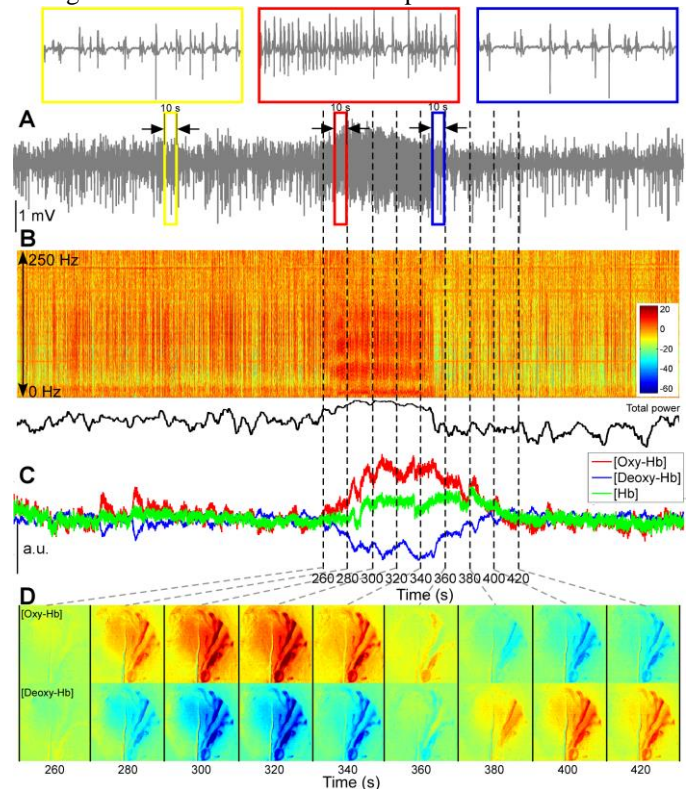 10 s
10 s
10 s
A
1 mV
B
250 Hz
0 Hz
20
0
-20
-40
-60
Total power
C
[Oxy-Hb]
[Deoxy-Hb]
[Hb]
a.u.
260 280 300 320 340 360 380 400 420
Time (s)
D
[Oxy-Hb]
[Deoxy-Hb]
260 280 300 320 340 360 380 400 420
Time (s)